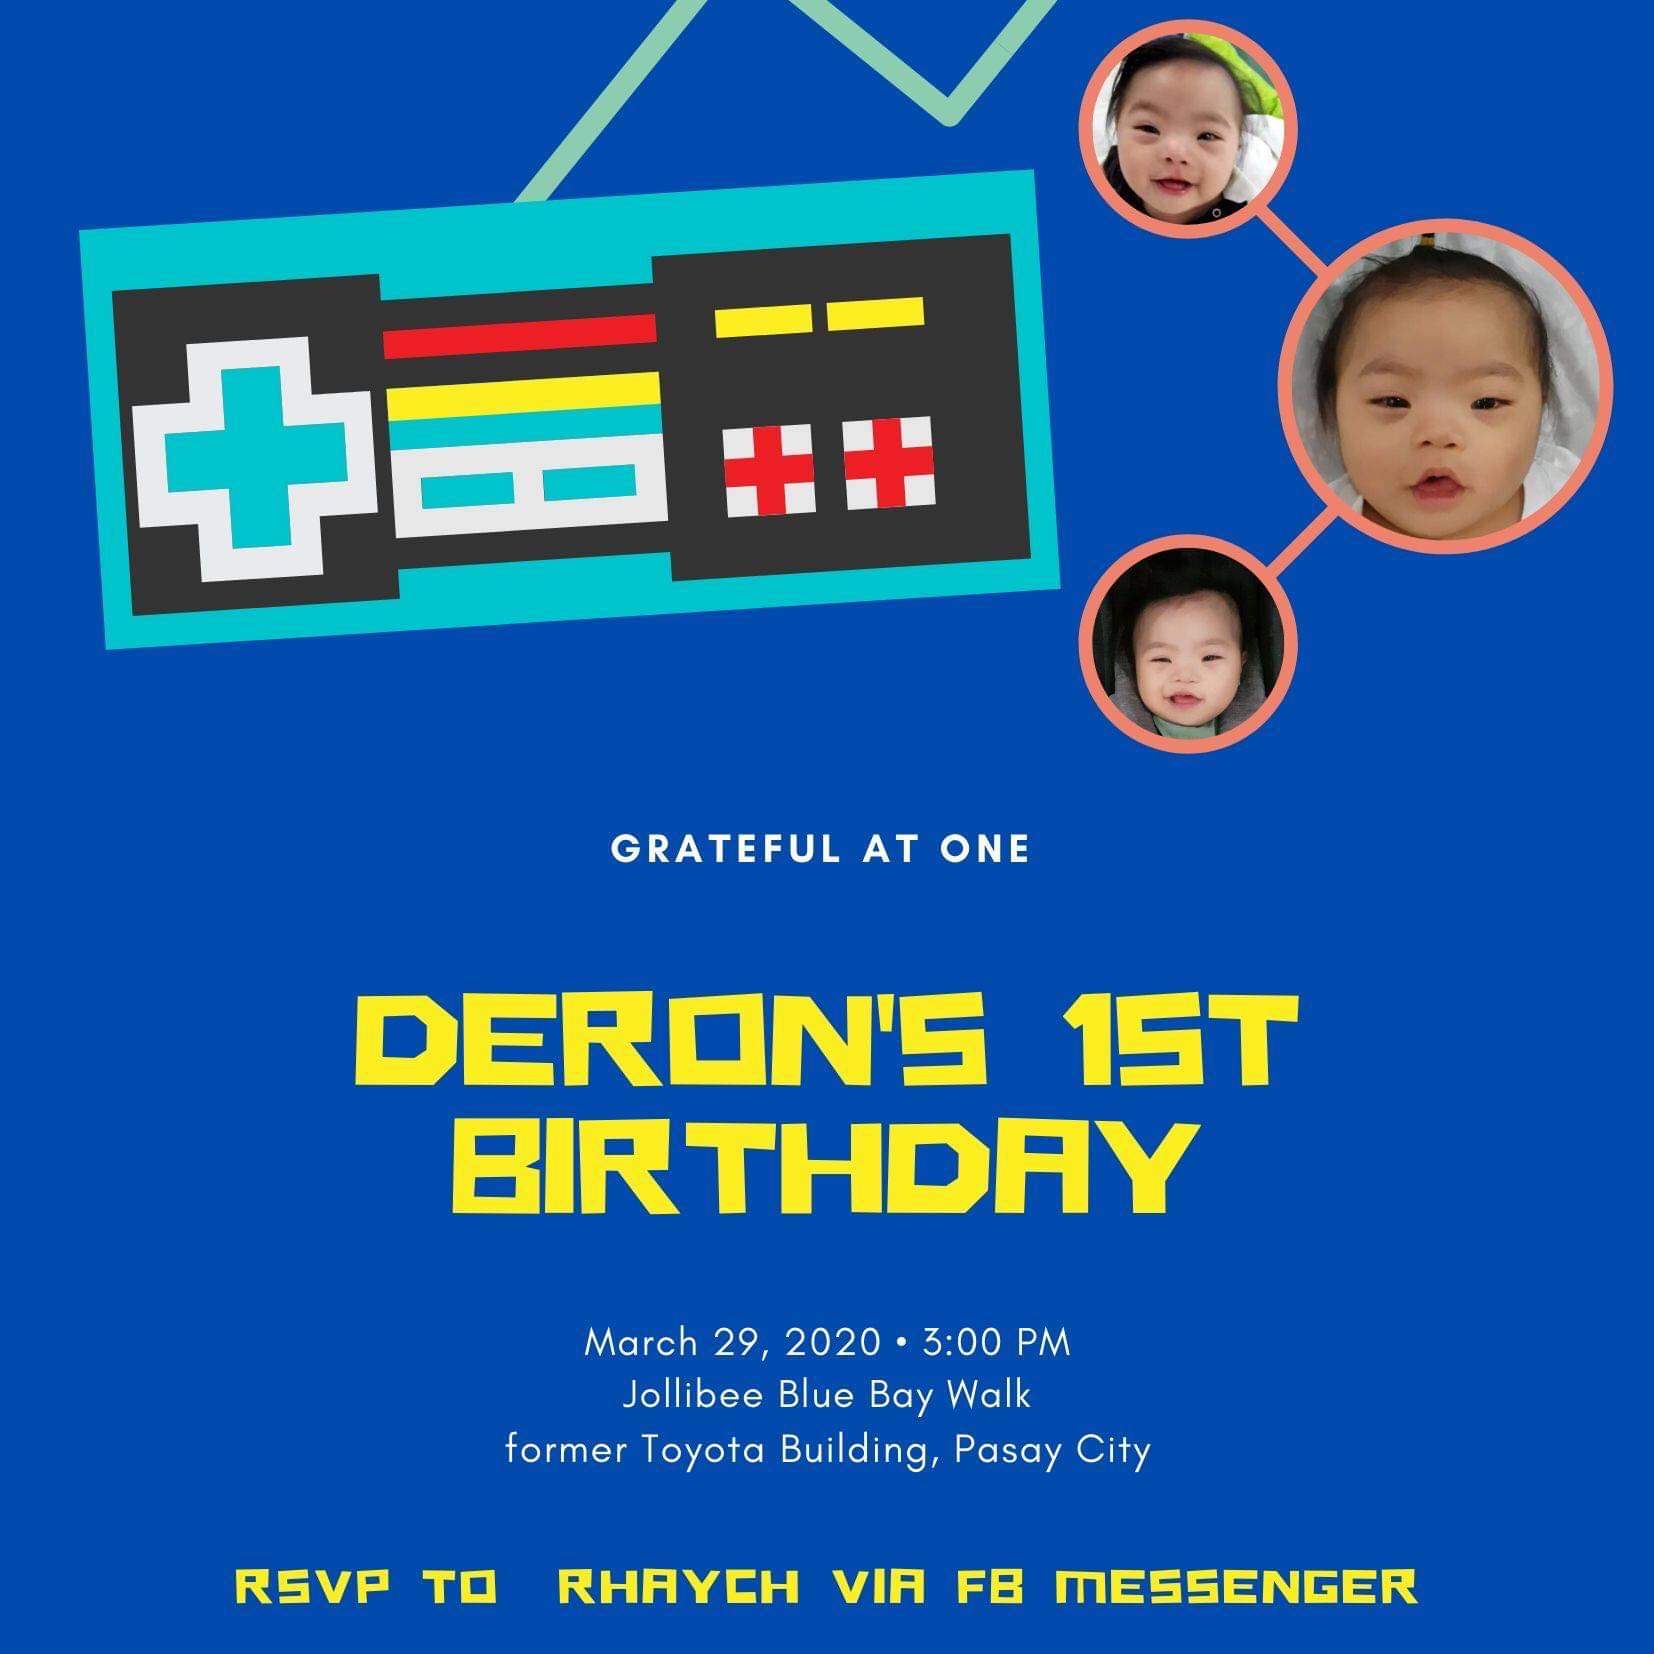 GRATEFUL AT ONE
DERON'S 1ST
BIRTHDAY
March 29, 2020 • 3:00 PM
Jollibee Blue Bay Walk
former Toyota Building, Pasay City
RSVP TO RHAYCH VIA FB MESSENGER